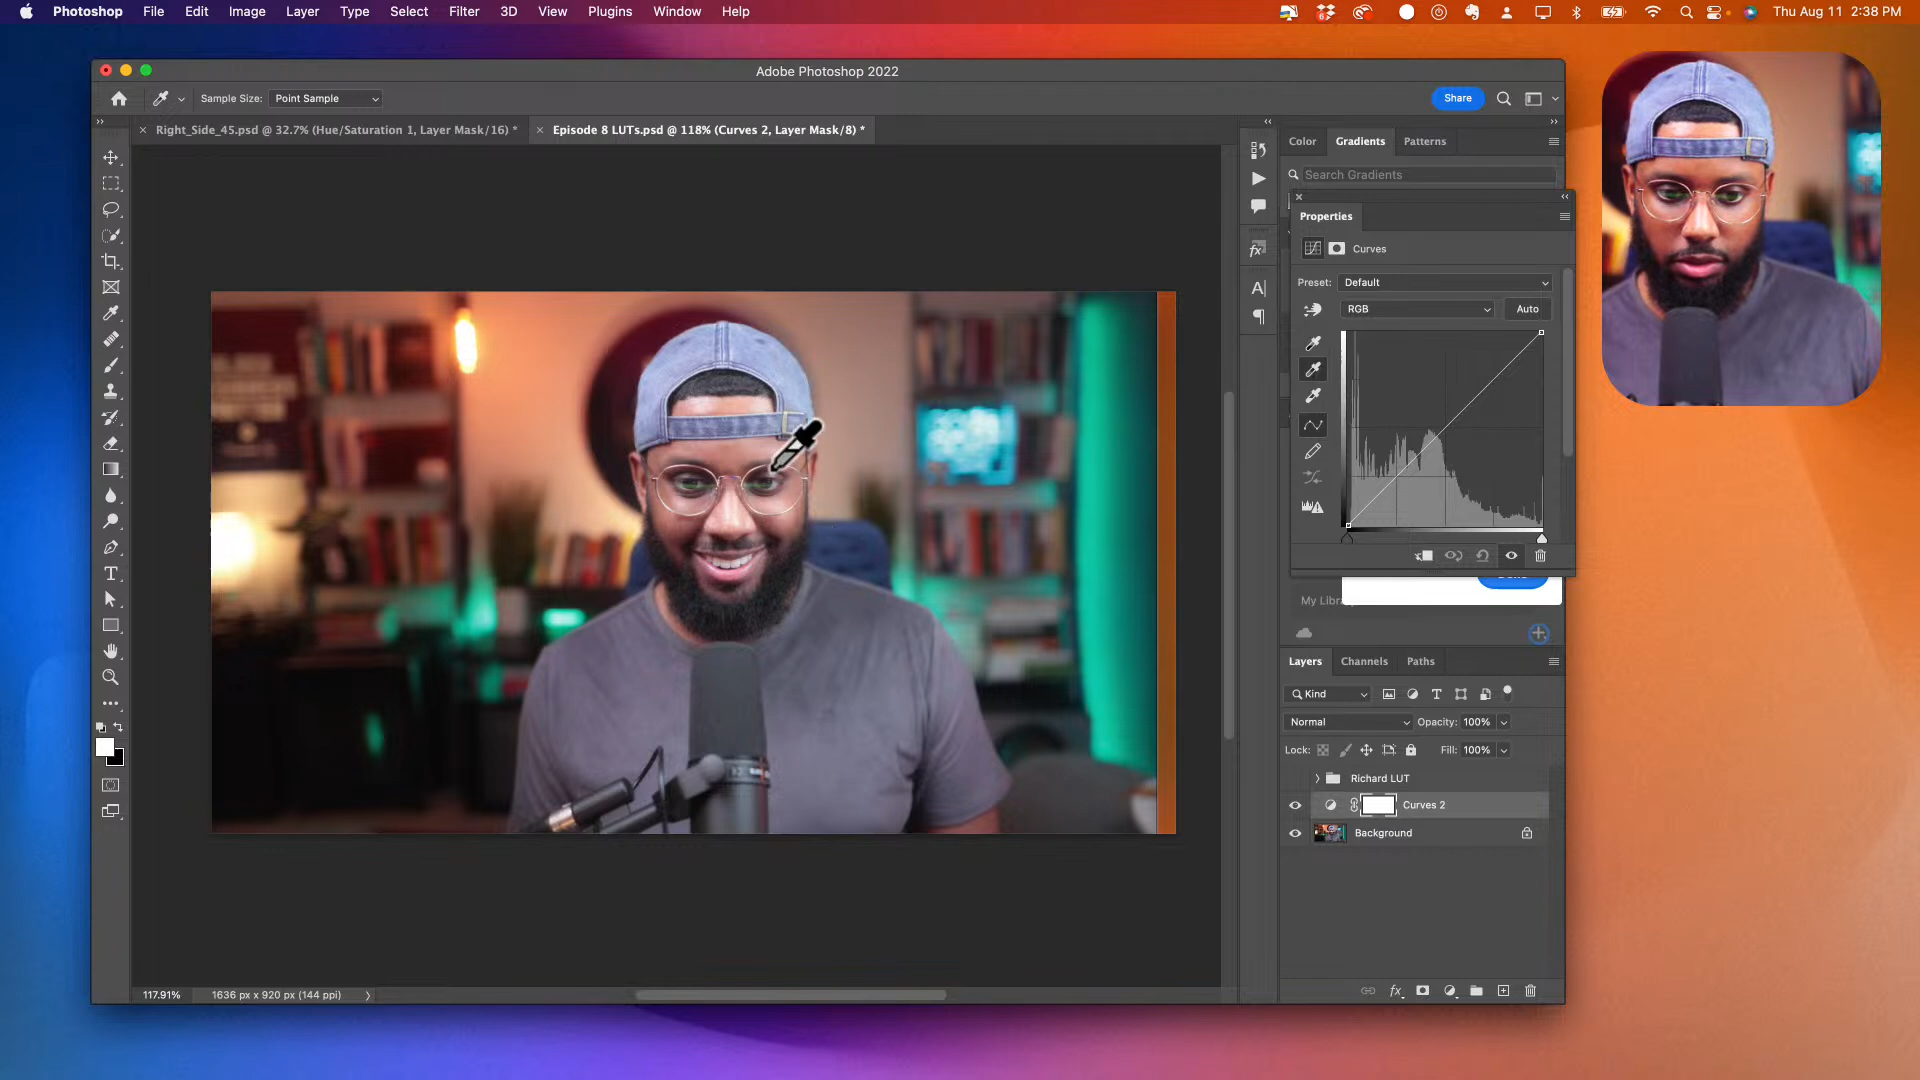 Photoshop File Edit Image Layer Type Select Filter 3D View Plugins Window Help Thu Aug 11 2:38 PM
Adobe Photoshop 2022
Sample Size: Point Sample Share
Right_Side_45.psd @ 32.7% (Hue/Saturation 1, Layer Mask/16) *
Episode 8 LUTs.psd @ 118% (Curves 2, Layer Mask/8) *
Color Gradients Patterns
Search Gradients
Properties
Curves
Preset: Default
RGB Auto
My Libr
Layers Channels Paths
Kind
Normal Opacity: 100%
Lock: Fill: 100%
Richard LUT
Curves 2
Background
117.91% 1636 px x 920 px (144 ppi)